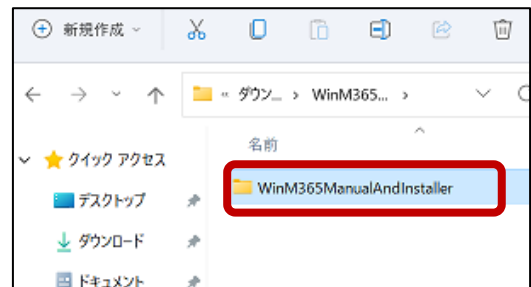 新規作成
« ダウン... › WinM365... ›
名前
クイック アクセス
WinM365ManualAndInstaller
デスクトップ
ダウンロード
ドキュメント